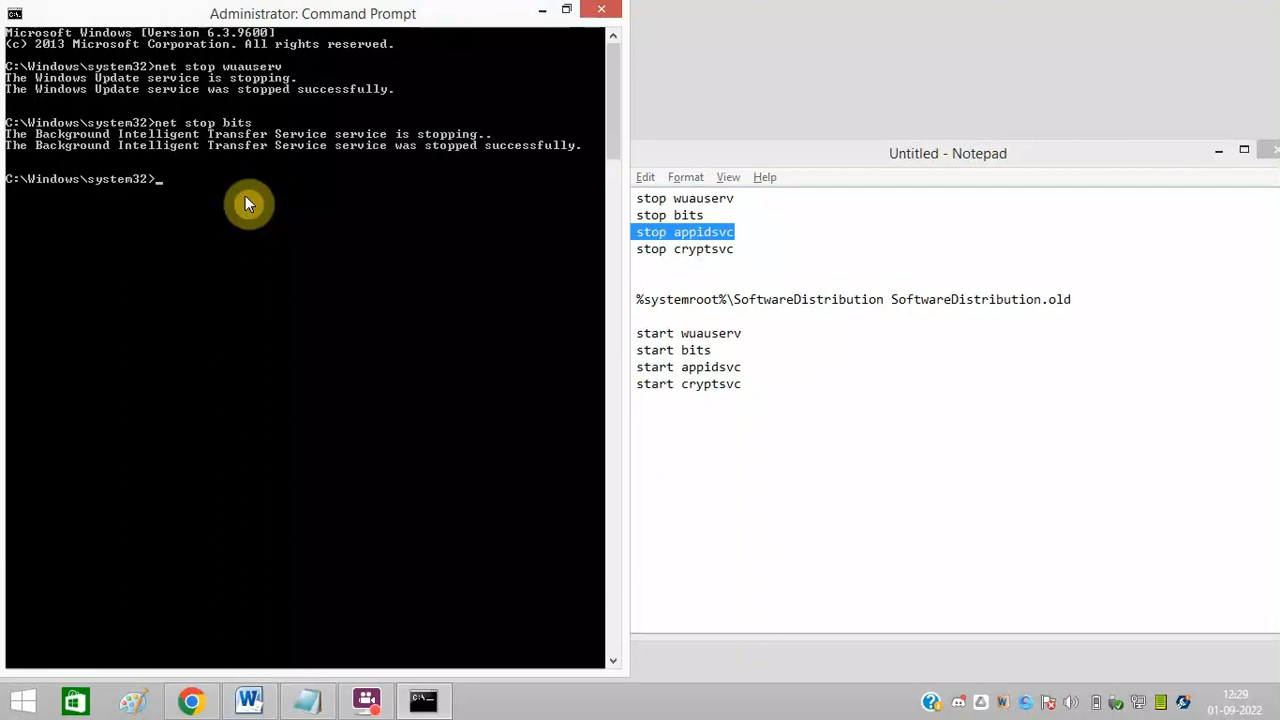 Administrator: Command Prompt
Microsoft Windows [Version 6.3.9600]
(c) 2013 Microsoft Corporation. All rights reserved.
C:\Windows\system32>net stop wuauserv
The Windows Update service is stopping.
The Windows Update service was stopped successfully.
C:\Windows\system32>net stop bits
The Background Intelligent Transfer Service service is stopping..
The Background Intelligent Transfer Service service was stopped successfully.
C:\Windows\system32>_
Untitled - Notepad
Edit Format View Help
stop wuauserv
stop bits
stop appidsvc
stop cryptsvc
%systemroot%\SoftwareDistribution SoftwareDistribution.old
start wuauserv
start bits
start appidsvc
start cryptsvc
12:29
01-09-2022